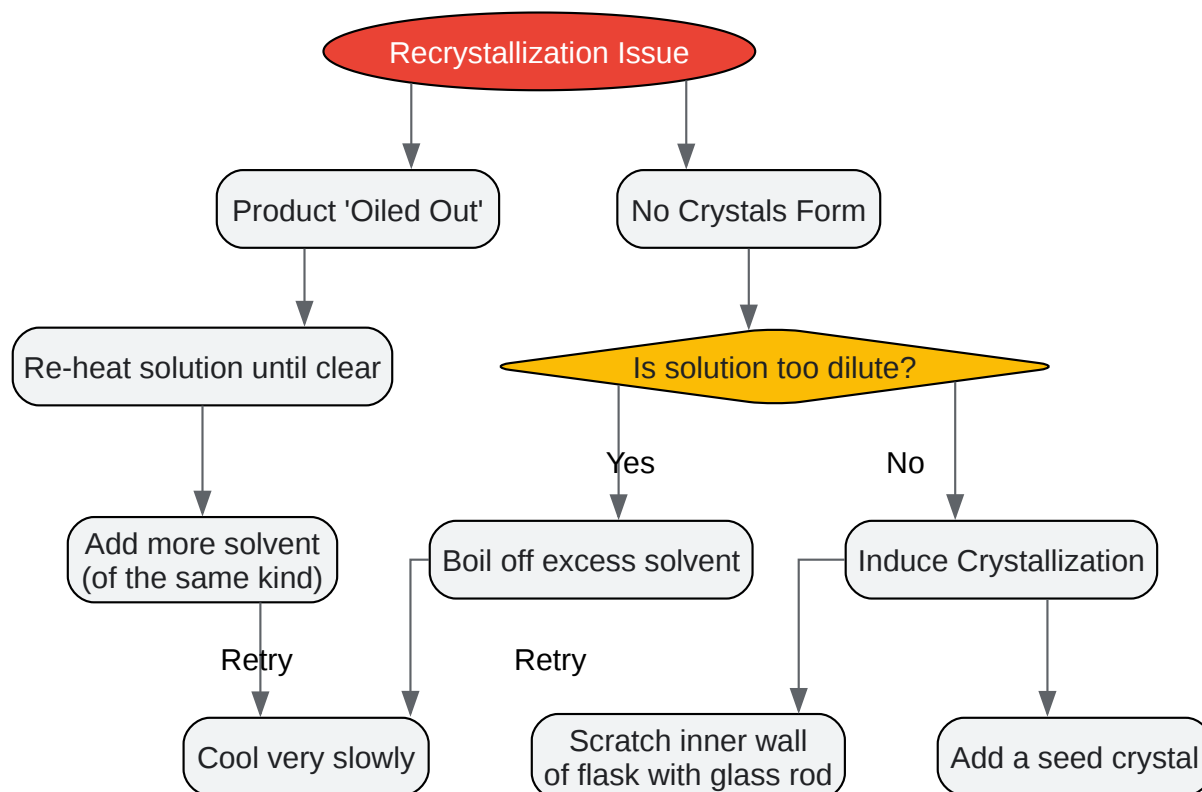 Recrystallization Issue
Product 'Oiled Out'
No Crystals Form
Re-heat solution until clear
Is solution too dilute?
Yes
No
Add more solvent
(of the same kind)
Boil off excess solvent
Induce Crystallization
Retry
Retry
Cool very slowly
Scratch inner wall
of flask with glass rod
Add a seed crystal